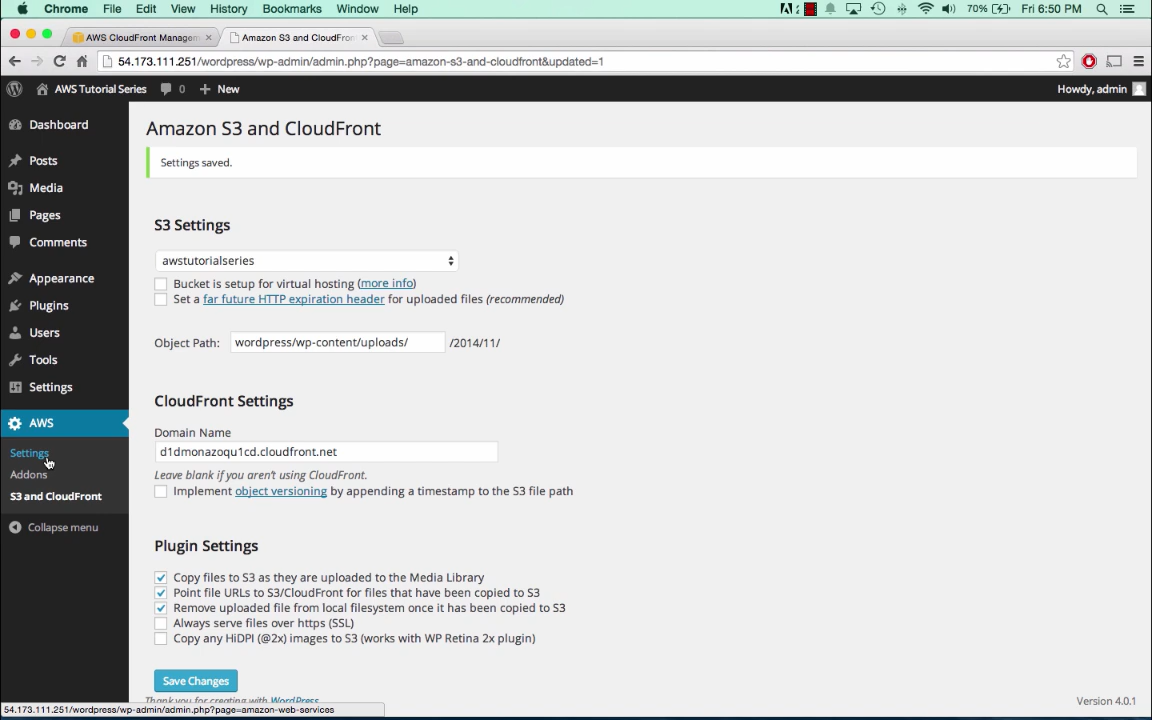 Chrome File Edit View History Bookmarks Window Help 70% Fri 6:50 PM
AWS CloudFront Managem × Amazon S3 and CloudFron ×
54.173.111.251/wordpress/wp-admin/admin.php?page=amazon-s3-and-cloudfront&updated=1
AWS Tutorial Series 0 + New Howdy, admin
Dashboard
Posts
Media
Pages
Comments
Appearance
Plugins
Users
Tools
Settings
AWS
Settings
Addons
S3 and CloudFront
Collapse menu
Amazon S3 and CloudFront
Settings saved.
S3 Settings
awstutorialseries
Bucket is setup for virtual hosting (more info)
Set a far future HTTP expiration header for uploaded files (recommended)
Object Path: wordpress/wp-content/uploads/ /2014/11/
CloudFront Settings
Domain Name
d1dmonazoqu1cd.cloudfront.net
Leave blank if you aren't using CloudFront.
Implement object versioning by appending a timestamp to the S3 file path
Plugin Settings
Copy files to S3 as they are uploaded to the Media Library
Point file URLs to S3/CloudFront for files that have been copied to S3
Remove uploaded file from local filesystem once it has been copied to S3
Always serve files over https (SSL)
Copy any HiDPI (@2x) images to S3 (works with WP Retina 2x plugin)
Save Changes
Thank you for creating with WordPress. Version 4.0.1
54.173.111.251/wordpress/wp-admin/admin.php?page=amazon-web-services